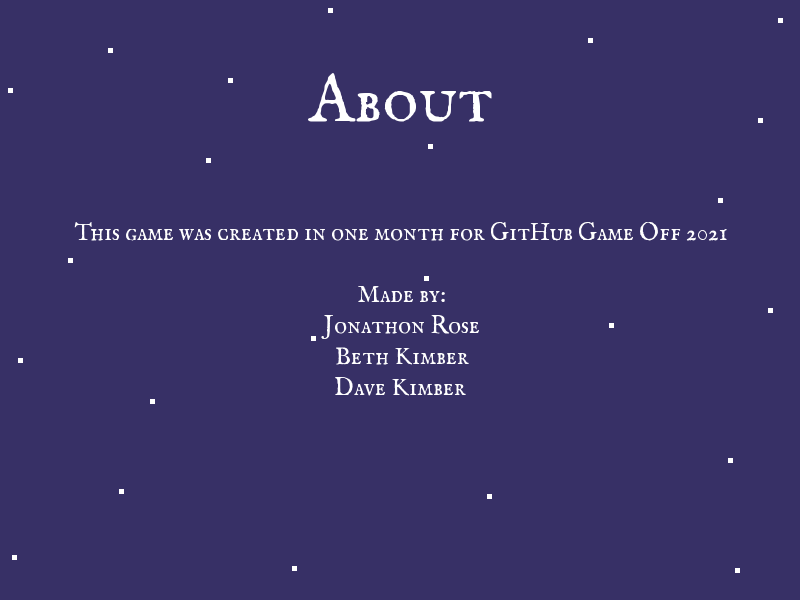 About
This game was created in one month for GitHub Game Off 2021
Made by:
Jonathon Rose
Beth Kimber
Dave Kimber